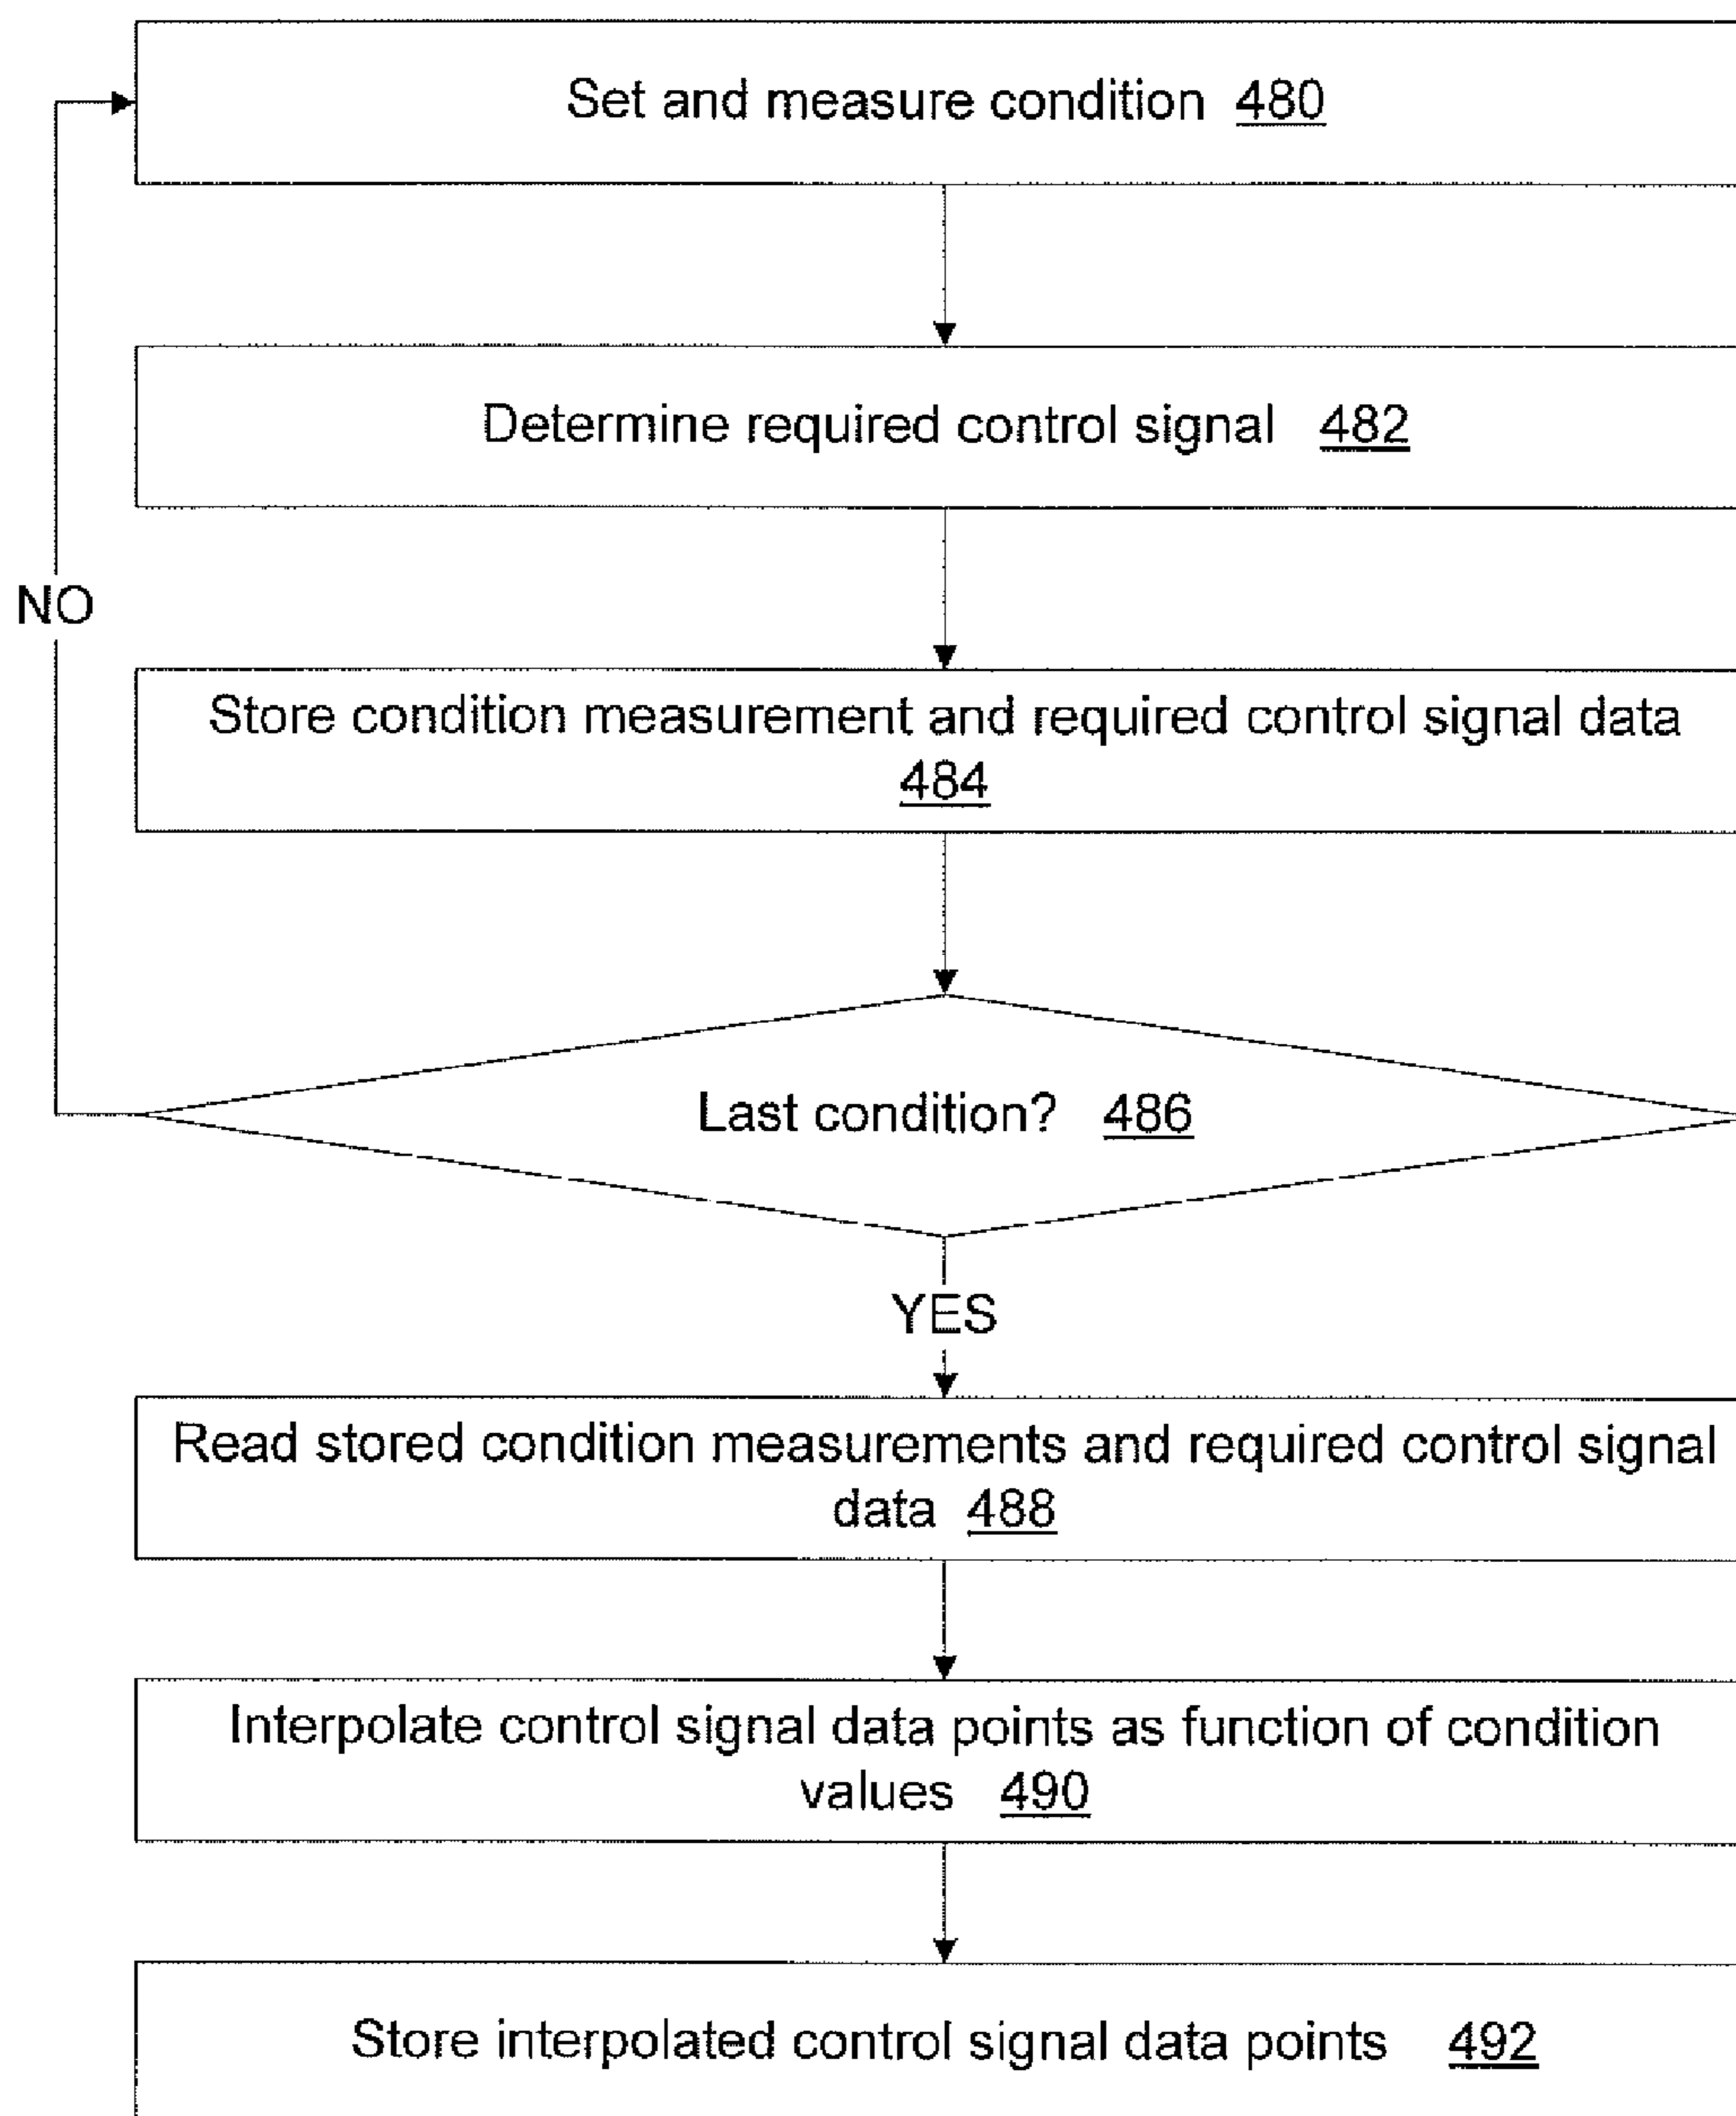 Set and measure condition 480
Determine required control signal 482
NO
Store condition measurement and required control signal data
484
Last condition? 486
YES
Read stored condition measurements and required control signal
data 488
Interpolate control signal data points as function of condition
values 490
Store interpolated control signal data points 492